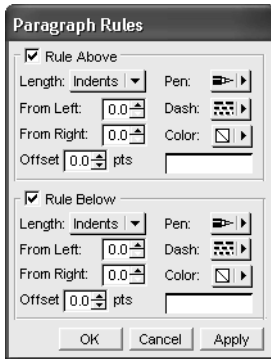 Paragraph Rules
Rule Above
Length: Indents Pen:
From Left: 0.0 Dash:
From Right: 0.0 Color:
Offset 0.0 pts
Rule Below
Length: Indents Pen:
From Left: 0.0 Dash:
From Right: 0.0 Color:
Offset 0.0 pts
OK Cancel Apply